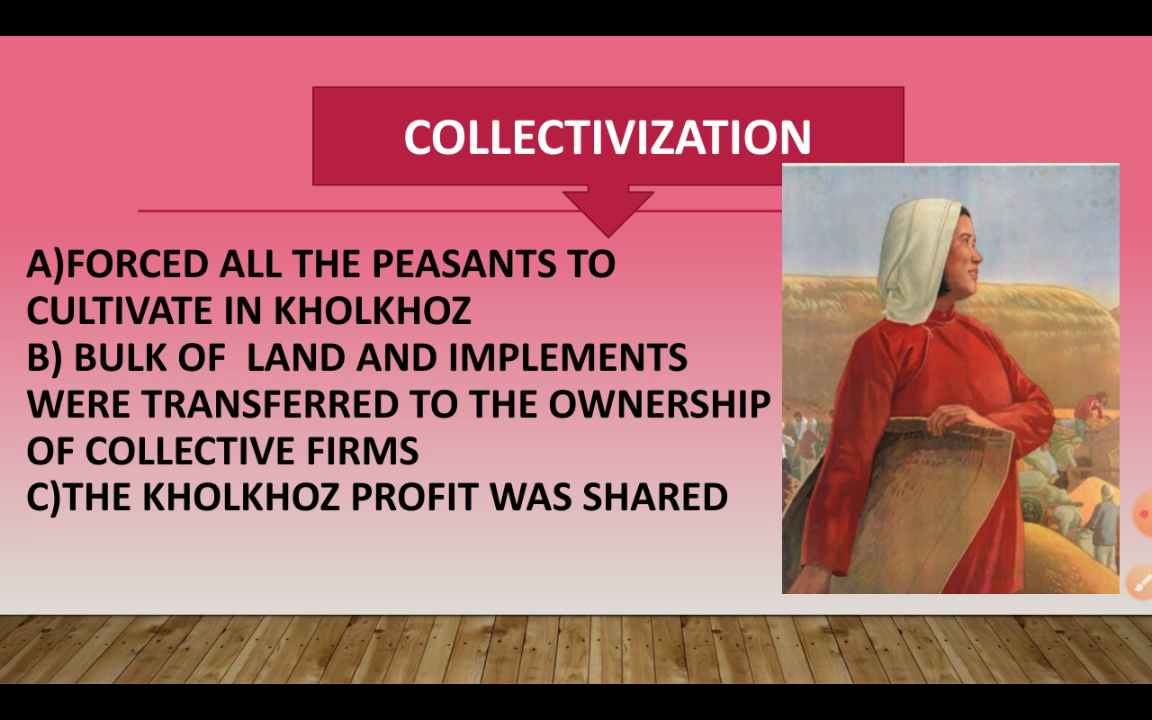 COLLECTIVIZATION
A)FORCED ALL THE PEASANTS TO
CULTIVATE IN KHOLKHOZ
B) BULK OF  LAND AND IMPLEMENTS
WERE TRANSFERRED TO THE OWNERSHIP
OF COLLECTIVE FIRMS
C)THE KHOLKHOZ PROFIT WAS SHARED